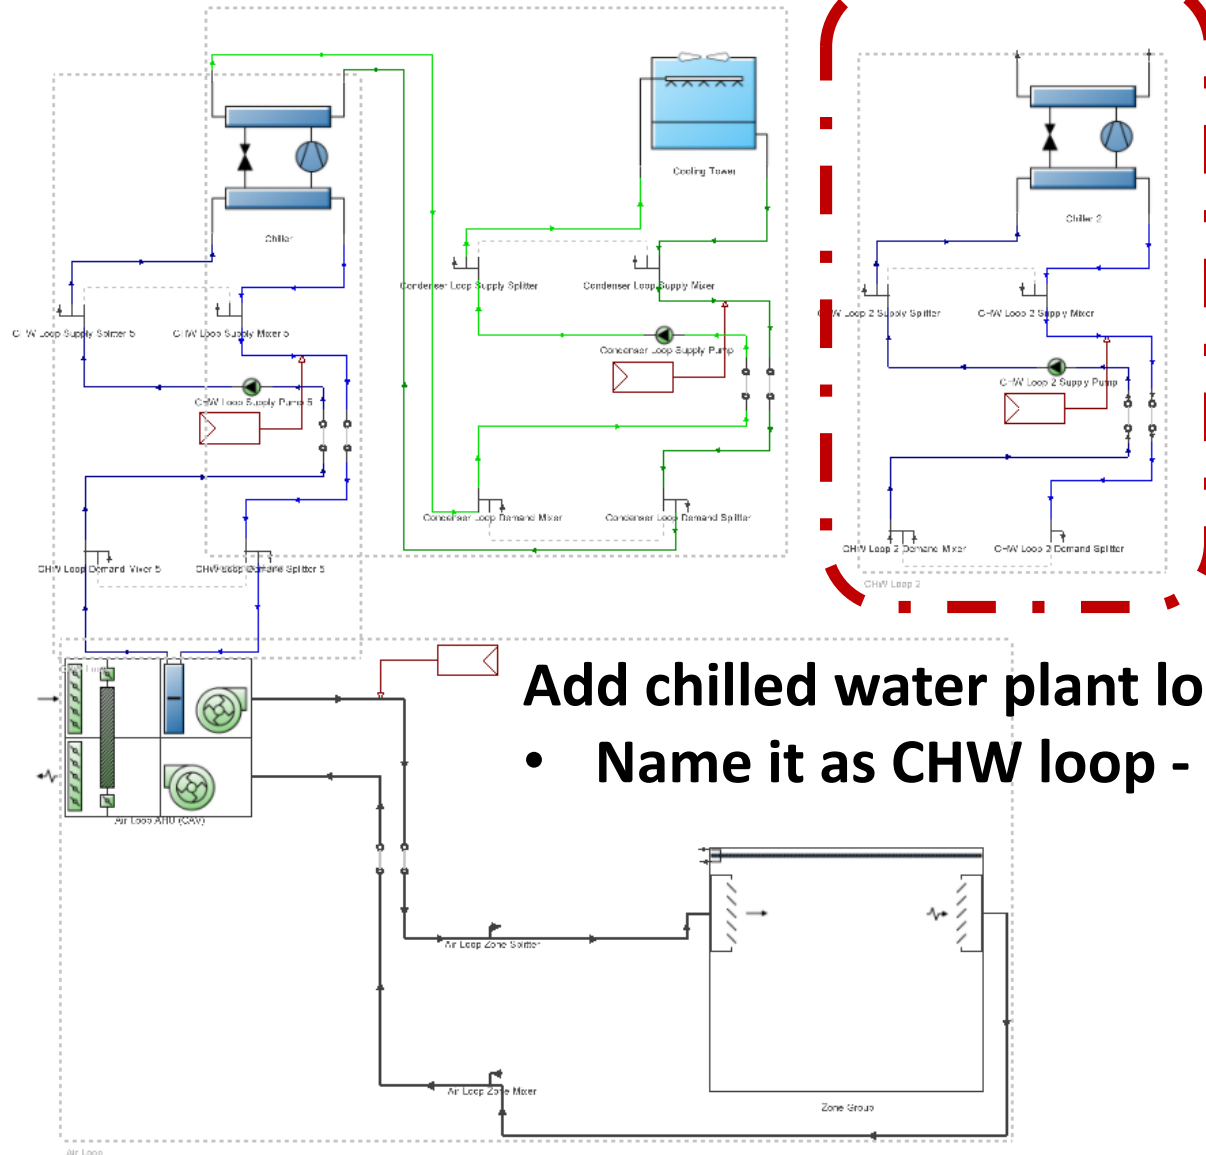 Cooling Tower
Chiller
Chiller 2
Condenser Loop Supply Splitter
Condenser Loop Supply Mixer
CHW Loop 2 Supply Splitter
CHW Loop 2 Supply Mixer
CHW Loop Supply Splitter 5
CHW Loop Supply Mixer 5
Condenser Loop Supply Pump
CHW Loop 2 Supply Pump
CHW Loop Supply Pump 5
Condenser Loop Demand Mixer
Condenser Loop Demand Splitter
CHW Loop 2 Demand Mixer
CHW Loop 2 Demand Splitter
CHW Loop Demand Mixer 5
CHW Loop Demand Splitter 5
CHW Loop 2
Add chilled water plant lo
• Name it as CHW loop -
Air Loop AHU (CAV)
Air Loop Zone Splitter
Air Loop Zone Mixer
Zone Group
Air Loop